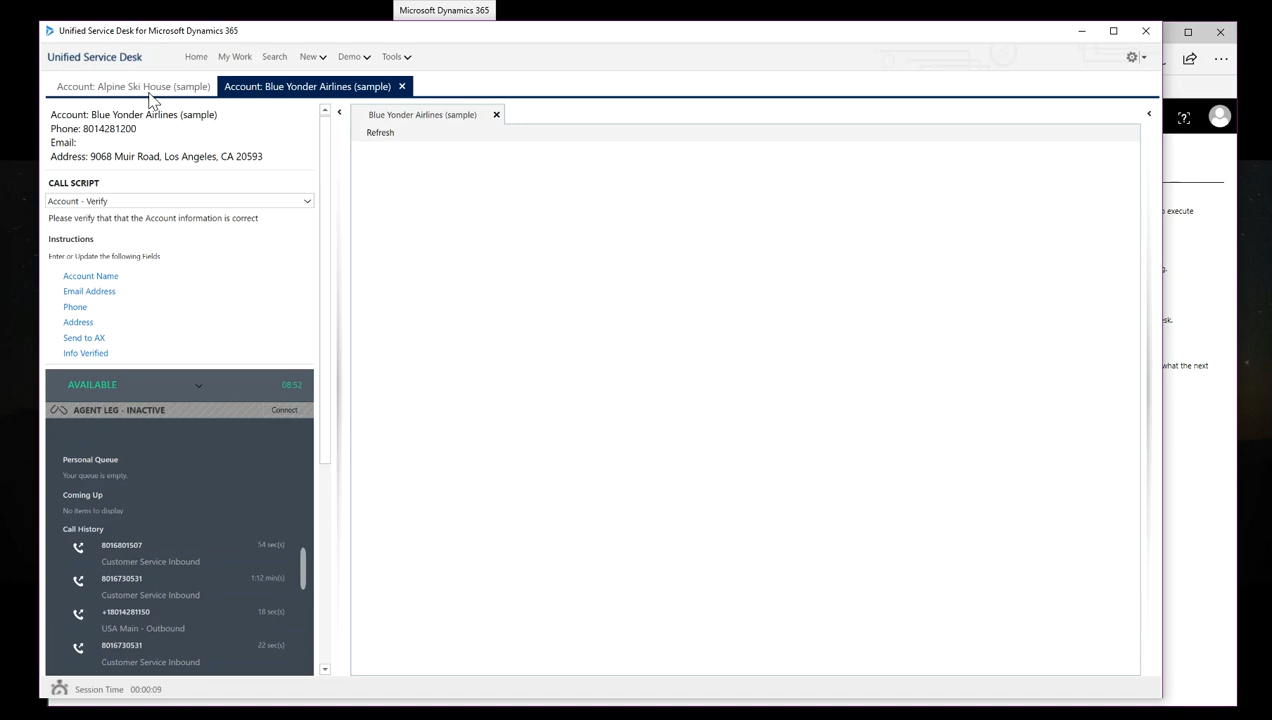 Microsoft Dynamics 365
Unified Service Desk for Microsoft Dynamics 365
Unified Service Desk
Home My Work Search New Demo Tools
Account: Alpine Ski House (sample) Account: Blue Yonder Airlines (sample)
Account: Blue Yonder Airlines (sample)
Phone: 8014281200
Email:
Address: 9068 Muir Road, Los Angeles, CA 20593
CALL SCRIPT
Account - Verify
Please verify that that the Account information is correct
Instructions
Enter or Update the following Fields
Account Name
Email Address
Phone
Address
Send to AX
Info Verified
AVAILABLE 08:52
AGENT LEG - INACTIVE Connect
Personal Queue
Your queue is empty.
Coming Up
No items to display
Call History
8016801507 54 sec(s)
Customer Service Inbound
8016730531 1:12 min(s)
Customer Service Inbound
+18014281150 18 sec(s)
USA Main - Outbound
8016730531 22 sec(s)
Customer Service Inbound
Session Time 00:00:09
Blue Yonder Airlines (sample)
Refresh
execute
what the next